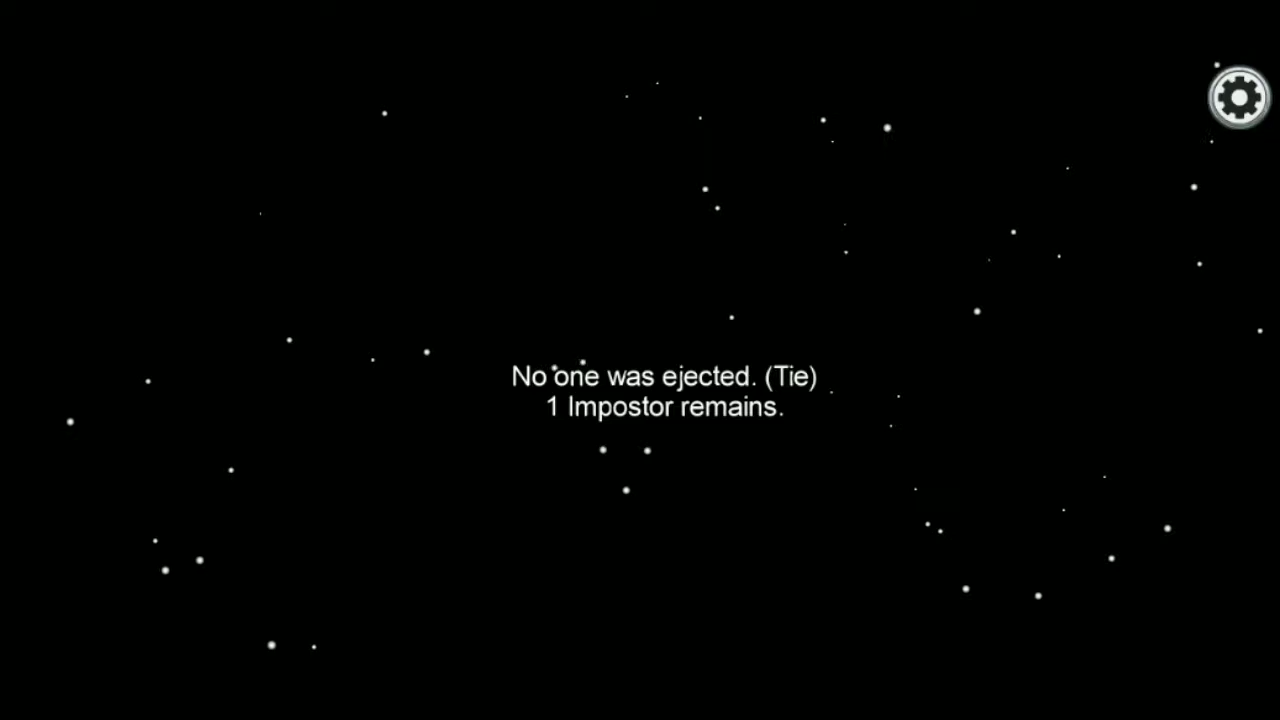 No one was ejected. (Tie)
1 Impostor remains.